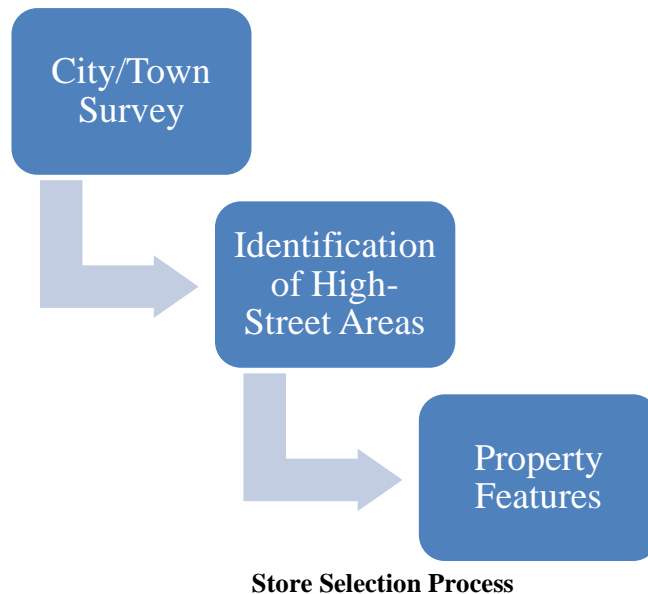 City/Town
Survey
Identification
of High-
Street Areas
Property
Features
Store Selection Process